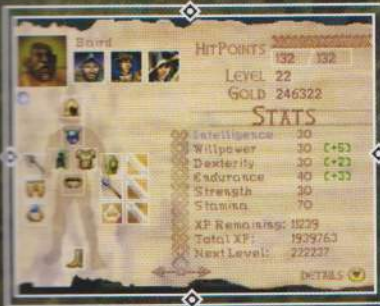 Baird
HITPOINTS 132 132
LEVEL 22
GOLD 246322
STATS
Intelligence 30
Willpower 30 (+5)
Dexterity 30 (+2)
Endurance 40 (+3)
Strength 30
Stamina 70
XP Remaining: 11239
Total XP: 1939763
Next Level: 222237
DETAILS